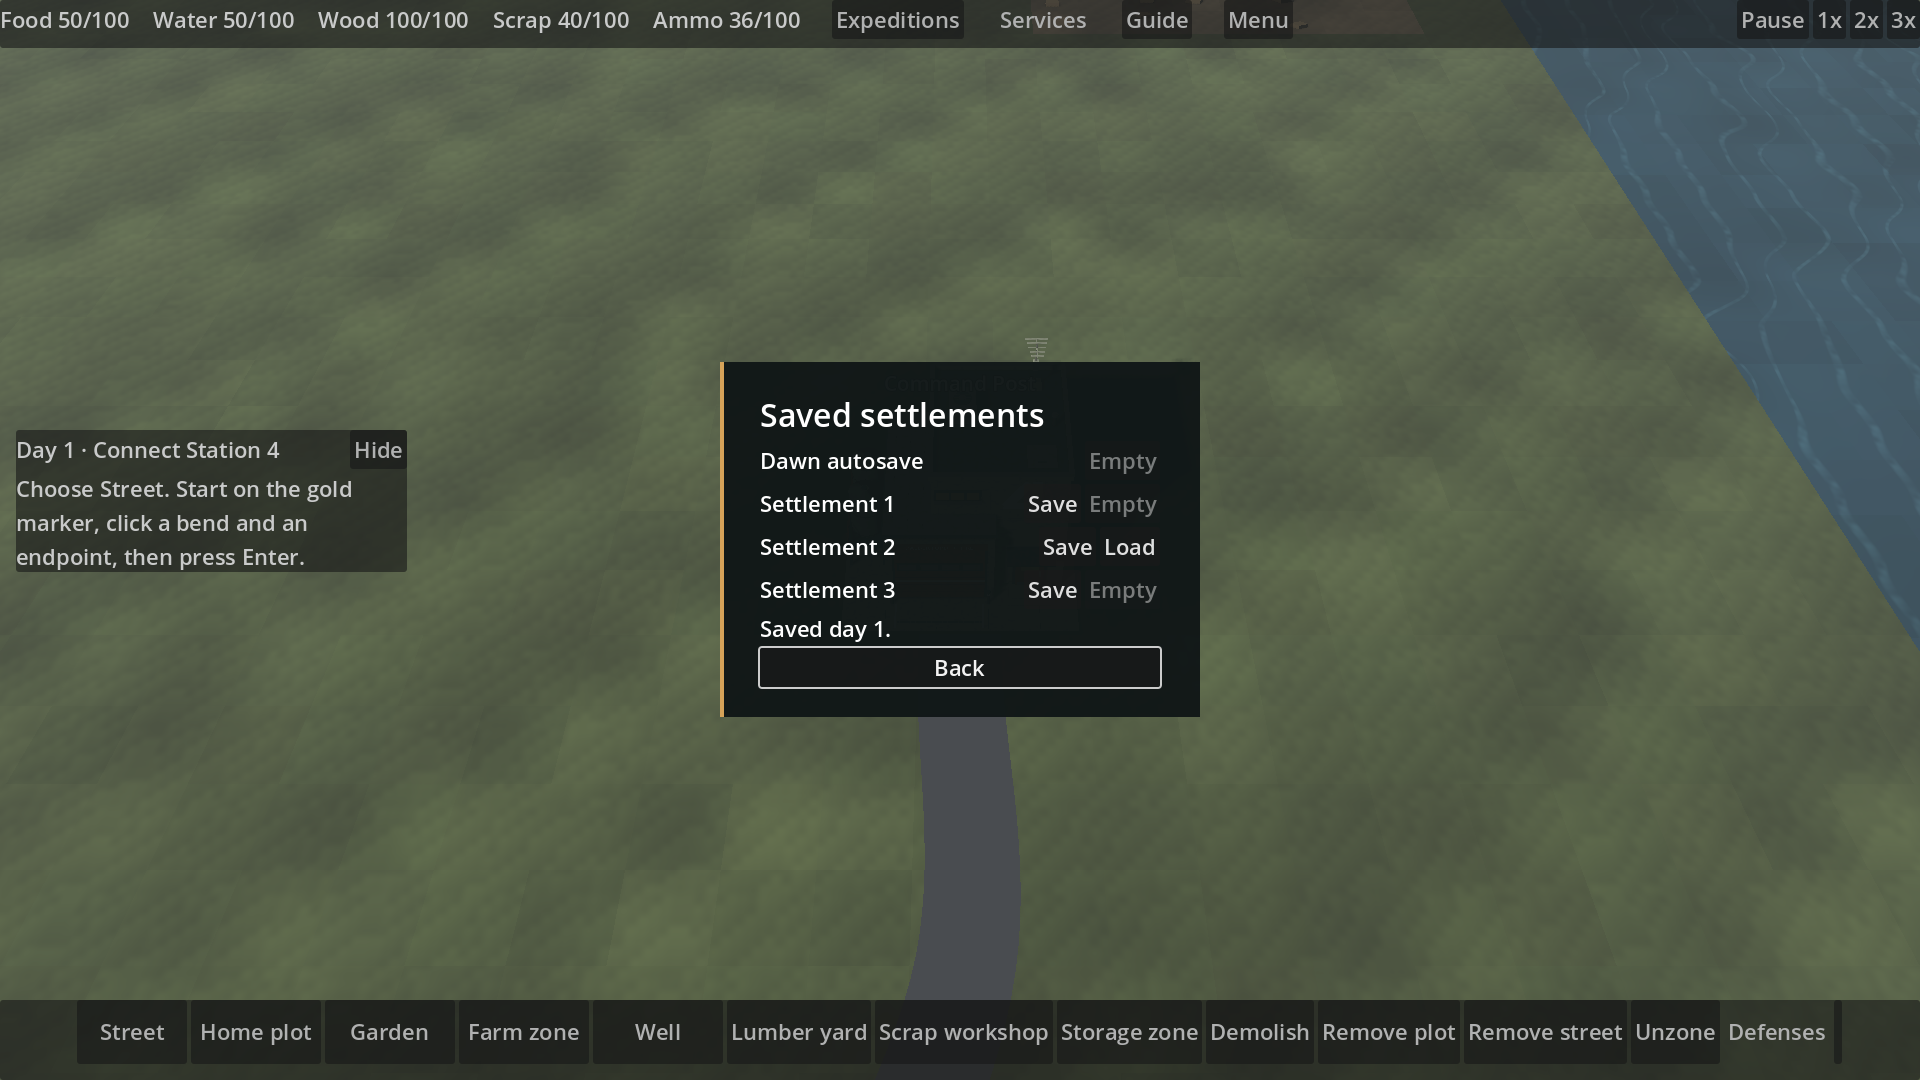 Food 50/100 Water 50/100 Wood 100/100 Scrap 40/100 Ammo 36/100 Expeditions Services Guide Menu Pause 1x 2x 3x
Command Post
Saved settlements
Dawn autosave Empty
Settlement 1 Save Empty
Settlement 2 Save Load
Settlement 3 Save Empty
Saved day 1.
Back
Day 1 · Connect Station 4 Hide
Choose Street. Start on the gold
marker, click a bend and an
endpoint, then press Enter.
Street Home plot Garden Farm zone Well Lumber yard Scrap workshop Storage zone Demolish Remove plot Remove street Unzone Defenses